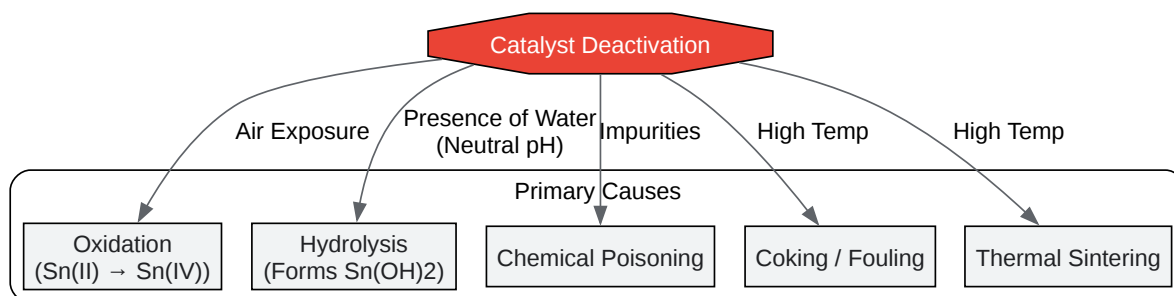 Catalyst Deactivation
Air Exposure
Presence of Water
(Neutral pH)
Impurities
High Temp
High Temp
Primary Causes
Oxidation
(Sn(II) → Sn(IV))
Hydrolysis
(Forms Sn(OH)2)
Chemical Poisoning
Coking / Fouling
Thermal Sintering